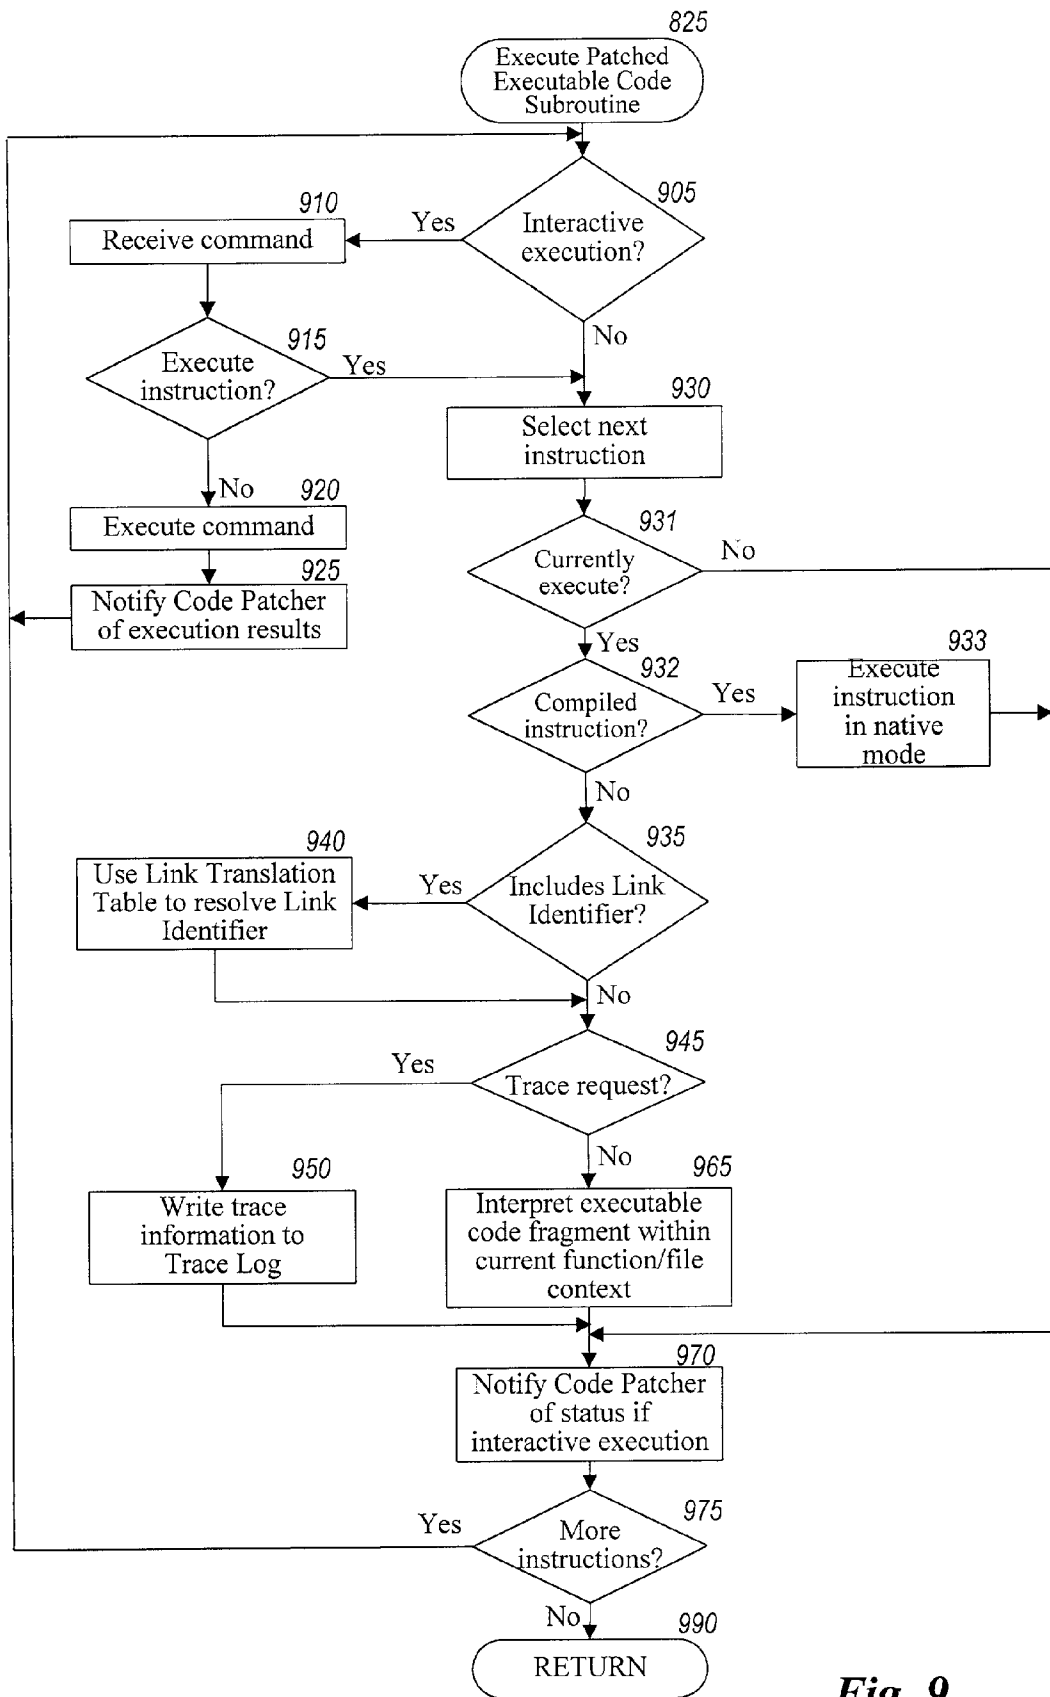 825
Execute Patched
Executable Code
Subroutine
905
Interactive
execution?
Yes
No
910
Receive command
915
Execute
instruction?
Yes
No
920
Execute command
925
Notify Code Patcher
of execution results
930
Select next
instruction
931
Currently
execute?
No
Yes
932
Compiled
instruction?
Yes
No
933
Execute
instruction
in native
mode
935
Includes Link
Identifier?
Yes
No
940
Use Link Translation
Table to resolve Link
Identifier
945
Trace request?
Yes
No
950
Write trace
information to
Trace Log
965
Interpret executable
code fragment within
current function/file
context
970
Notify Code Patcher
of status if
interactive execution
975
More
instructions?
Yes
No
990
RETURN
Fig. 9